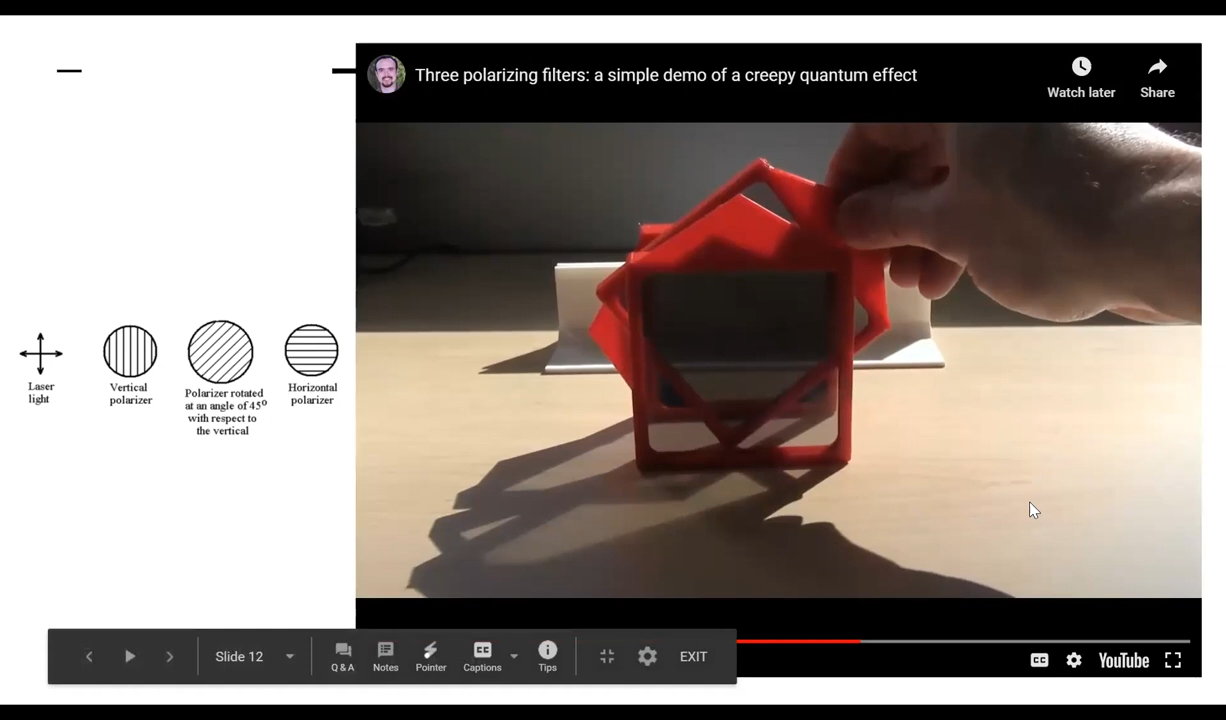 Three polarizing filters: a simple demo of a creepy quantum effect
Watch later
Share
Laser
light
Vertical
polarizer
Polarizer rotated
at an angle of 45°
with respect to
the vertical
Horizontal
polarizer
Slide 12
Q & A
Notes
Pointer
CC
Captions
Tips
EXIT
CC
YouTube